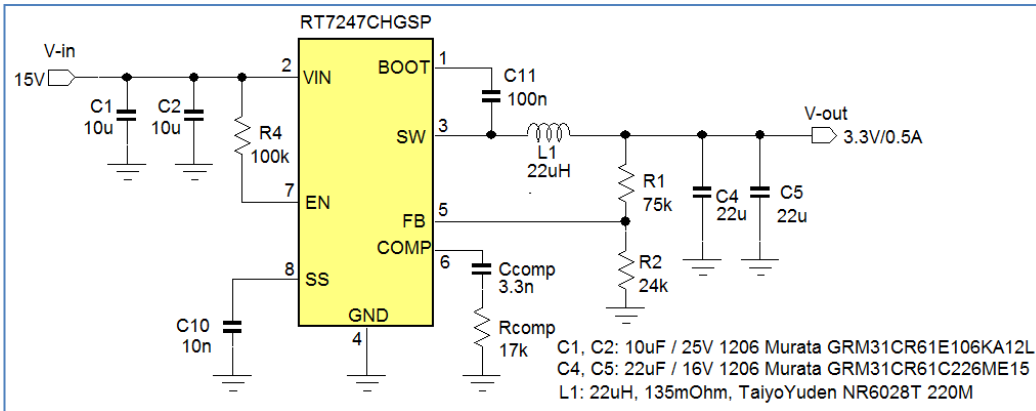 RT7247CHGSP
V-in
15V
C1
10u
C2
10u
R4
100k
2
VIN
7
EN
8
SS
C10
10n
GND
4
BOOT
1
C11
100n
SW
3
L1
22uH
V-out
3.3V/0.5A
R1
75k
C4
22u
C5
22u
FB
5
COMP
6
R2
24k
Ccomp
3.3n
Rcomp
17k
C1, C2: 10uF / 25V 1206 Murata GRM31CR61E106KA12L
C4, C5: 22uF / 16V 1206 Murata GRM31CR61C226ME15
L1: 22uH, 135mOhm, TaiyoYuden NR6028T 220M